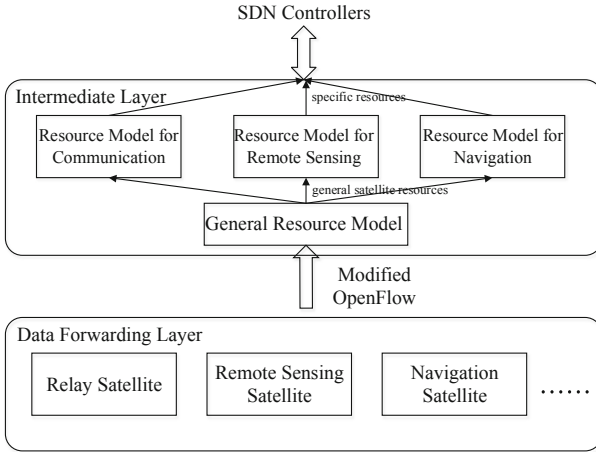 SDN Controllers
Intermediate Layer
specific resources
Resource Model for
Communication
Resource Model for
Remote Sensing
Resource Model for
Navigation
general satellite resources
General Resource Model
Modified
OpenFlow
Data Forwarding Layer
Relay Satellite
Remote Sensing
Satellite
Navigation
Satellite
……